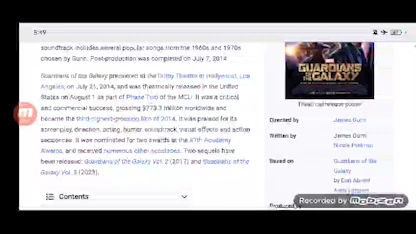 5:49
soundtrack includes several popular songs from the 1960s and 1970s
chosen by Gunn. Post-production was completed on July 7, 2014
Guardians of the Galaxy premiered at the Dolby Theatre in Hollywood, Los
Angeles, on July 21, 2014, and was theatrically released in the United
States on August 1 as part of Phase Two of the MCU. It was a critical
and commercial success, grossing $773.3 million worldwide and
became the third-highest-grossing film of 2014. It was praised for its
screenplay, direction, acting, humor, soundtrack, visual effects and action
sequences. It was nominated for two awards at the 87th Academy
Awards, and received numerous other accolades. Two sequels have
been released: Guardians of the Galaxy Vol. 2 (2017) and Guardians of the
Galaxy Vol. 3 (2023).
Contents
GUARDIANS
OF THE GALAXY
Theatrical release poster
Directed by James Gunn
Written by James Gunn
Nicole Perlman
Based on Guardians of the
Galaxy
by Dan Abnett
Andy Lanning
Produced by
Recorded by MOBIZEN